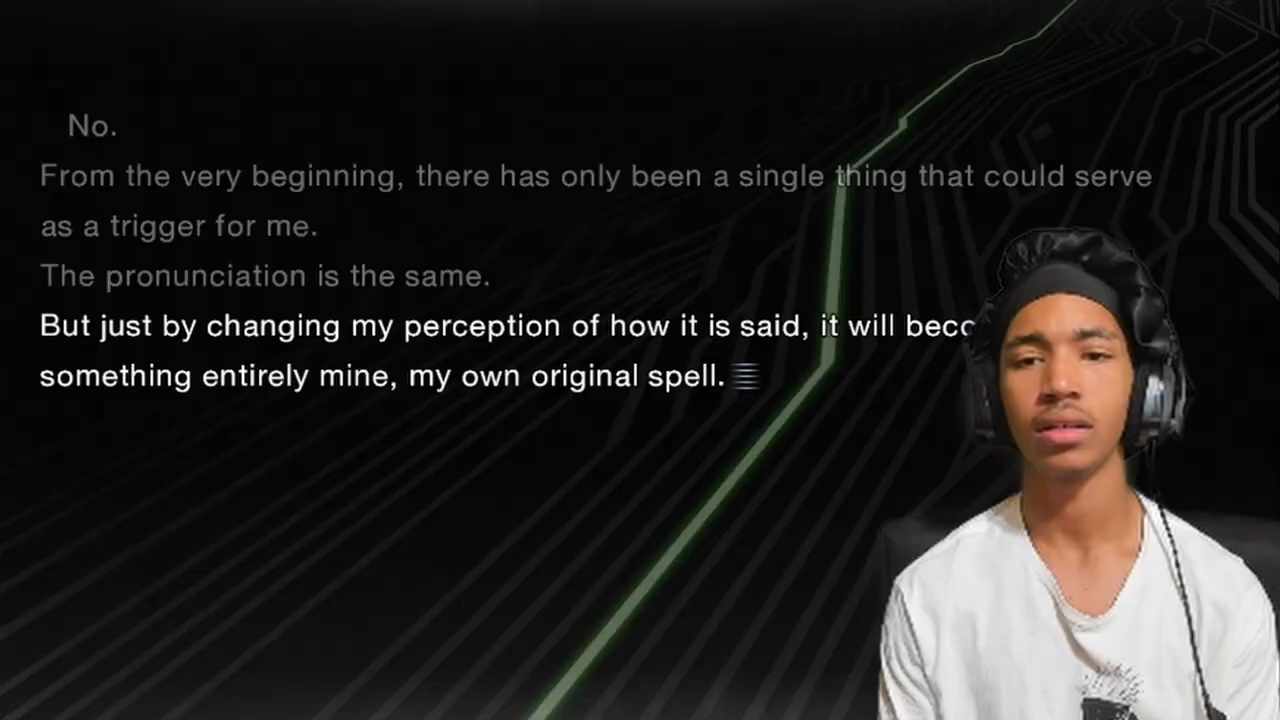 No.
From the very beginning, there has only been a single thing that could serve
as a trigger for me.
The pronunciation is the same.
But just by changing my perception of how it is said, it will
something entirely mine, my own original spell.